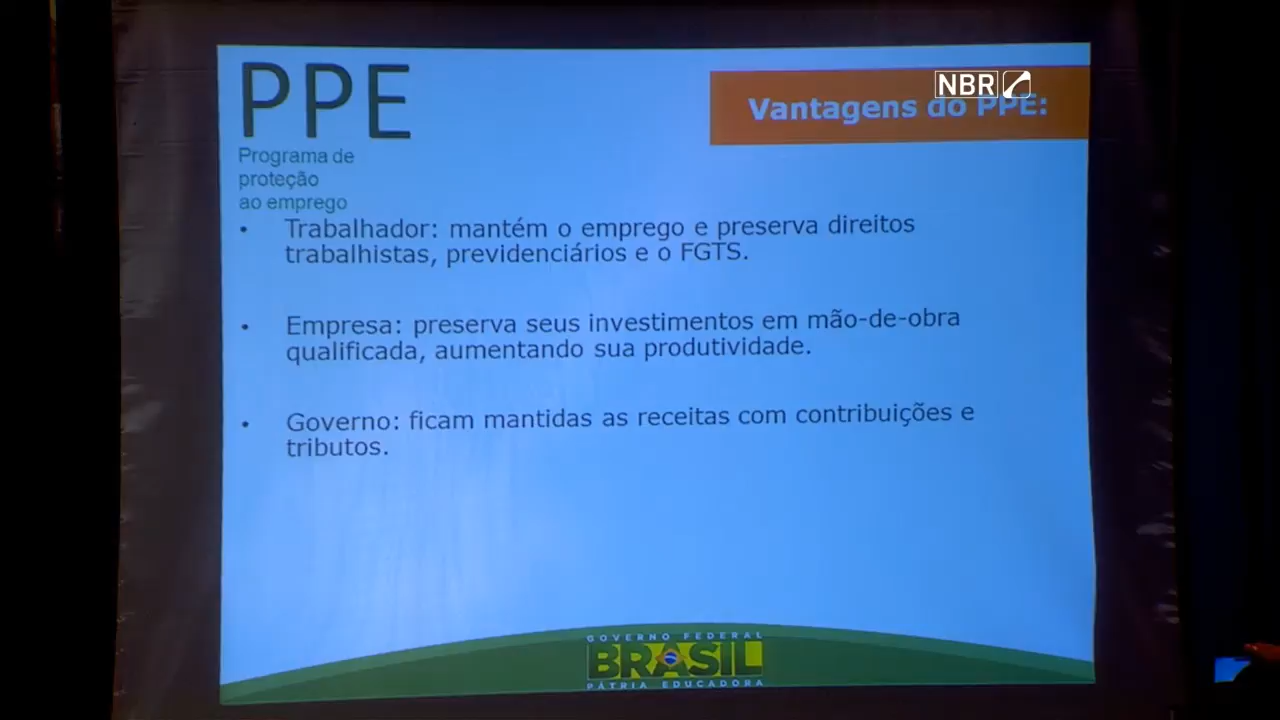 PPE
Programa de
proteção
ao emprego
NBR
Vantagens do PPE:
• Trabalhador: mantém o emprego e preserva direitos
trabalhistas, previdenciários e o FGTS.
• Empresa: preserva seus investimentos em mão-de-obra
qualificada, aumentando sua produtividade.
• Governo: ficam mantidas as receitas com contribuições e
tributos.
GOVERNO FEDERAL
BRASIL
PÁTRIA EDUCADORA